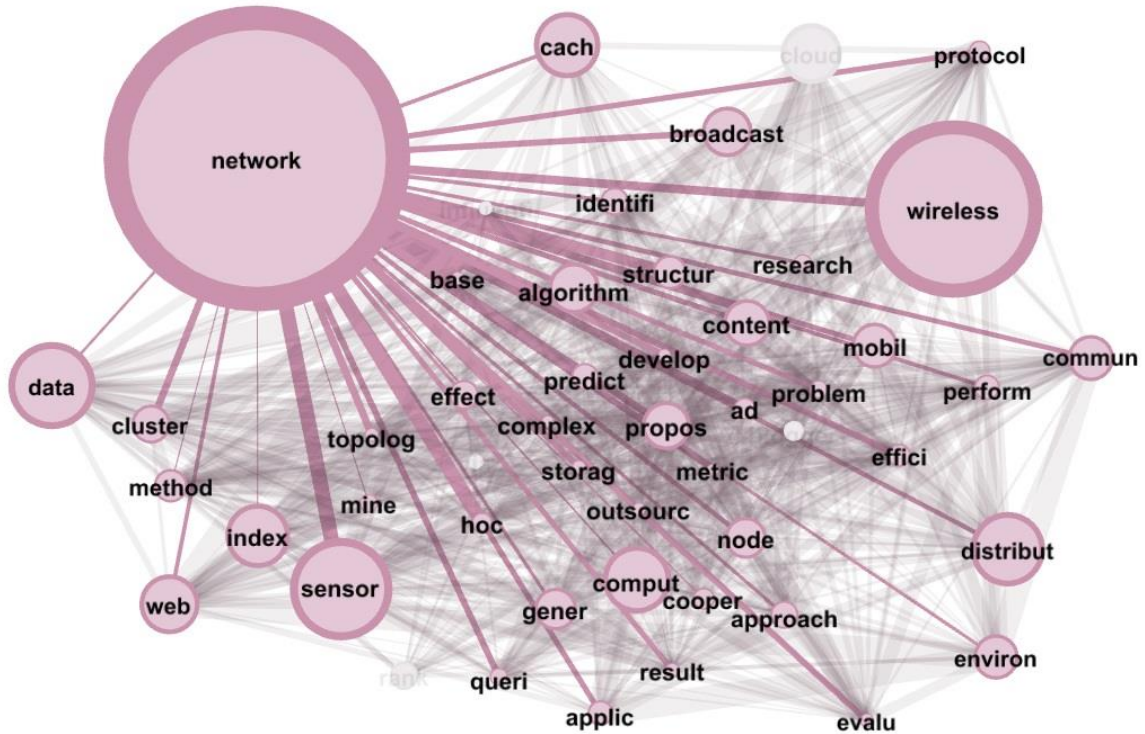 cach
cloud
protocol
broadcast
network
identifi
wireless
base
algorithm
structur
research
content
mobil
commun
data
develop
predict
effect
problem
perform
ad
cluster
topolog
complex
propos
effici
method
mine
storag
metric
outsourc
index
hoc
node
distribut
web
sensor
gener
comput
cooper
approach
environ
rank
queri
result
applic
evalu